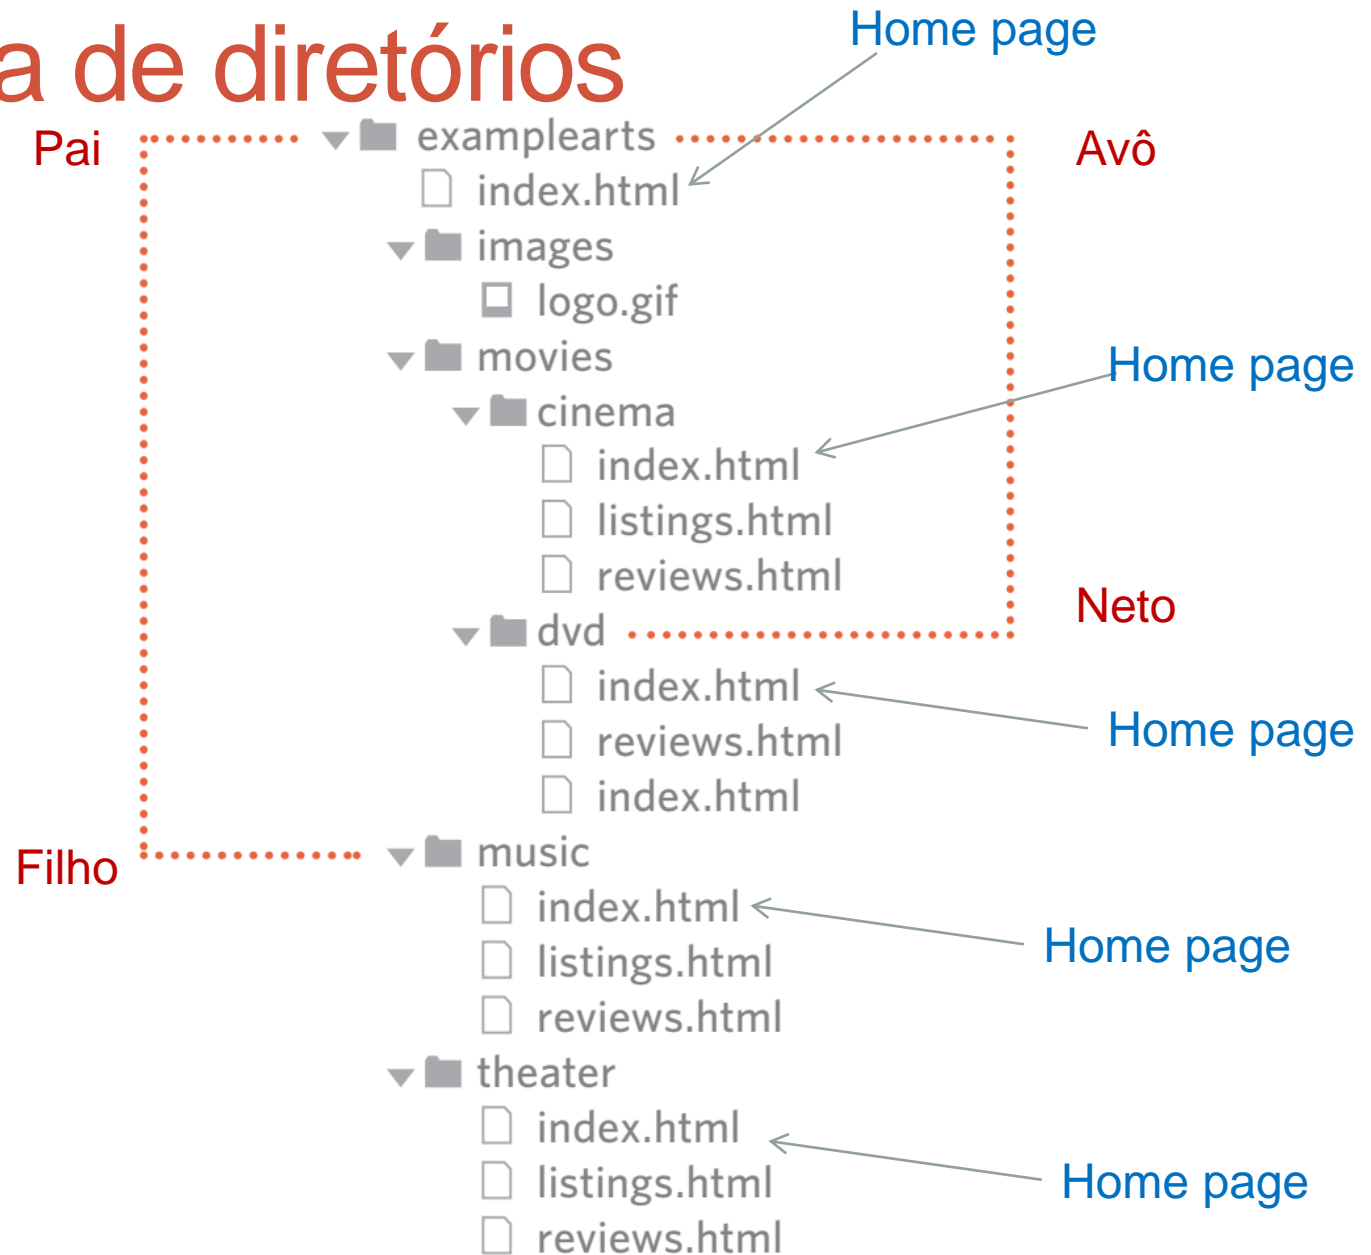 a de diretórios
Home page
Pai
examplearts
Avô
index.html
images
logo.gif
movies
Home page
cinema
index.html
listings.html
reviews.html
Neto
dvd
index.html
Home page
reviews.html
index.html
Filho
music
index.html
Home page
listings.html
reviews.html
theater
index.html
Home page
listings.html
reviews.html